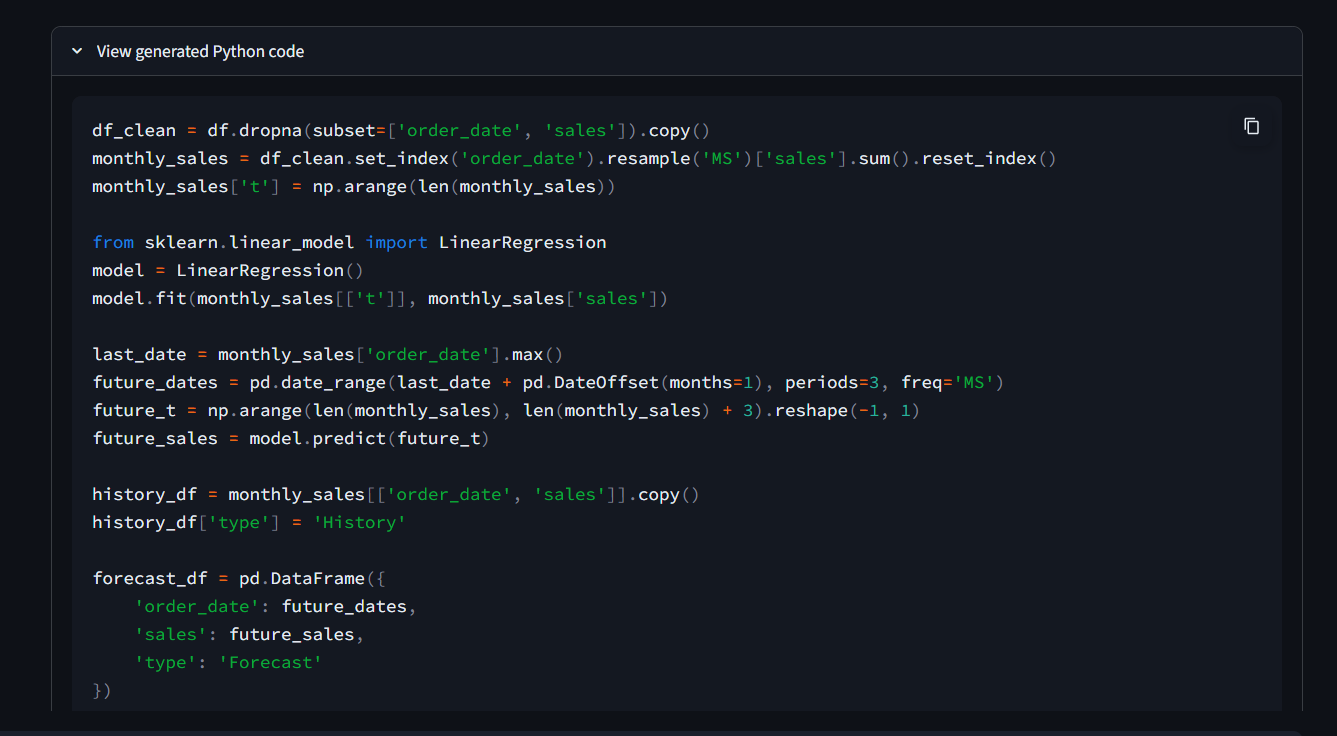 View generated Python code
df_clean = df.dropna(subset=['order_date', 'sales']).copy()
monthly_sales = df_clean.set_index('order_date').resample('MS')['sales'].sum().reset_index()
monthly_sales['t'] = np.arange(len(monthly_sales))

from sklearn.linear_model import LinearRegression
model = LinearRegression()
model.fit(monthly_sales[['t']], monthly_sales['sales'])

last_date = monthly_sales['order_date'].max()
future_dates = pd.date_range(last_date + pd.DateOffset(months=1), periods=3, freq='MS')
future_t = np.arange(len(monthly_sales), len(monthly_sales) + 3).reshape(-1, 1)
future_sales = model.predict(future_t)

history_df = monthly_sales[['order_date', 'sales']].copy()
history_df['type'] = 'History'

forecast_df = pd.DataFrame({
    'order_date': future_dates,
    'sales': future_sales,
    'type': 'Forecast'
})